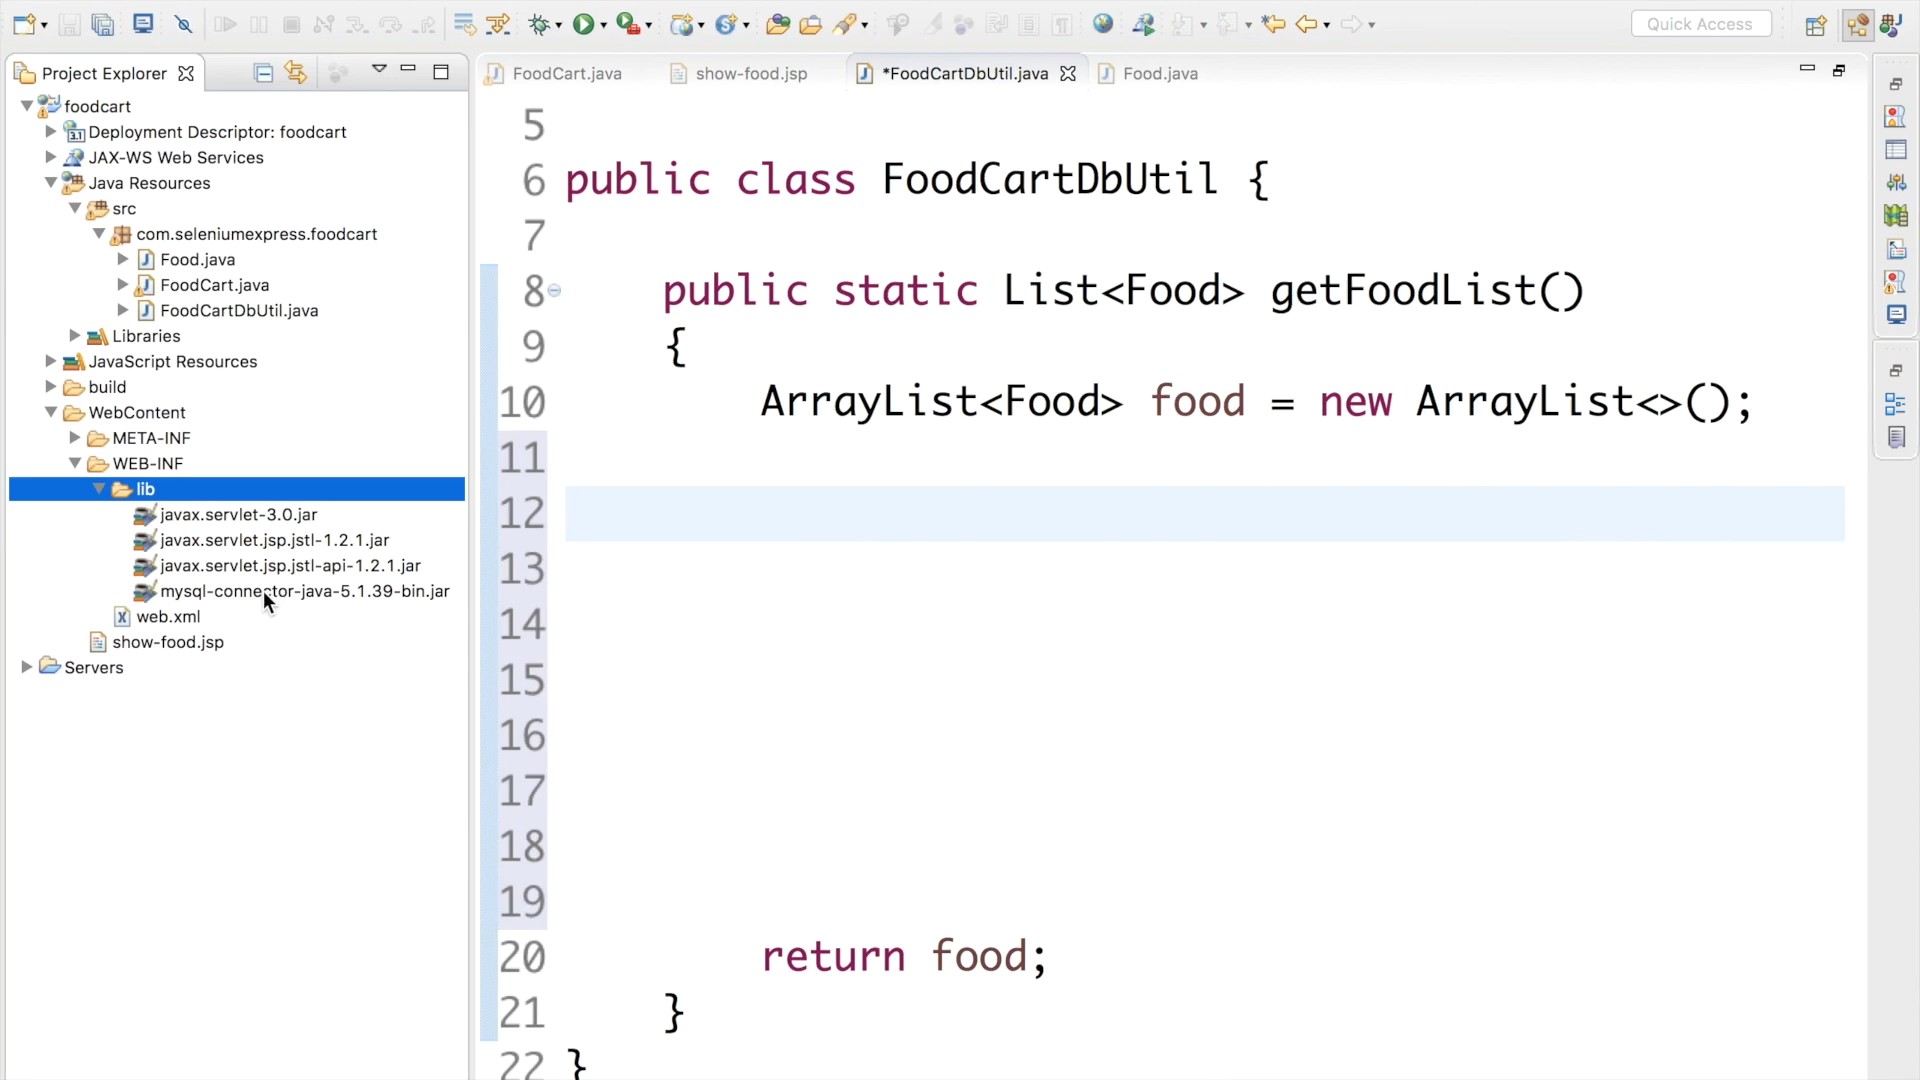 Quick Access
Project Explorer
foodcart
Deployment Descriptor: foodcart
JAX-WS Web Services
Java Resources
src
com.seleniumexpress.foodcart
Food.java
FoodCart.java
FoodCartDbUtil.java
Libraries
JavaScript Resources
build
WebContent
META-INF
WEB-INF
lib
javax.servlet-3.0.jar
javax.servlet.jsp.jstl-1.2.1.jar
javax.servlet.jsp.jstl-api-1.2.1.jar
mysql-connector-java-5.1.39-bin.jar
web.xml
show-food.jsp
Servers
FoodCart.java show-food.jsp *FoodCartDbUtil.java Food.java
5
6 public class FoodCartDbUtil {
7
8 public static List<Food> getFoodList()
9 {
10 ArrayList<Food> food = new ArrayList<>();
11
12
13
14
15
16
17
18
19
20 return food;
21 }
22 }